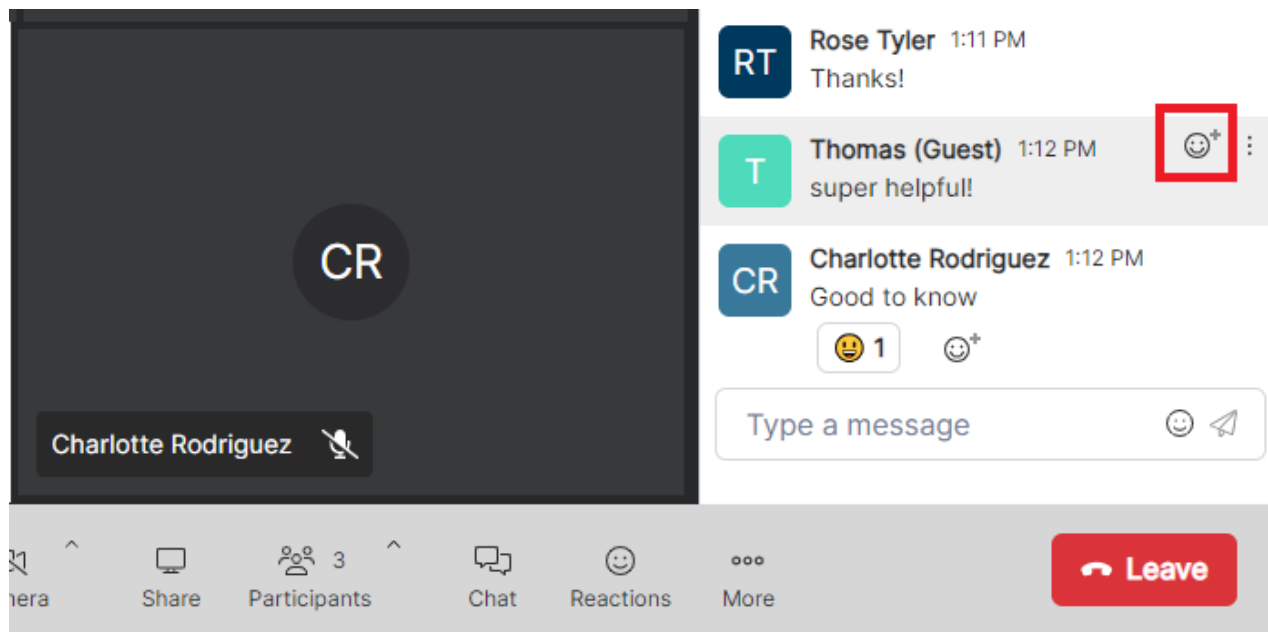 CR
Charlotte Rodriguez
RT
Rose Tyler 1:11 PM
Thanks!
T
Thomas (Guest) 1:12 PM
super helpful!
CR
Charlotte Rodriguez 1:12 PM
Good to know
1
Type a message
3
nera
Share
Participants
Chat
Reactions
More
Leave